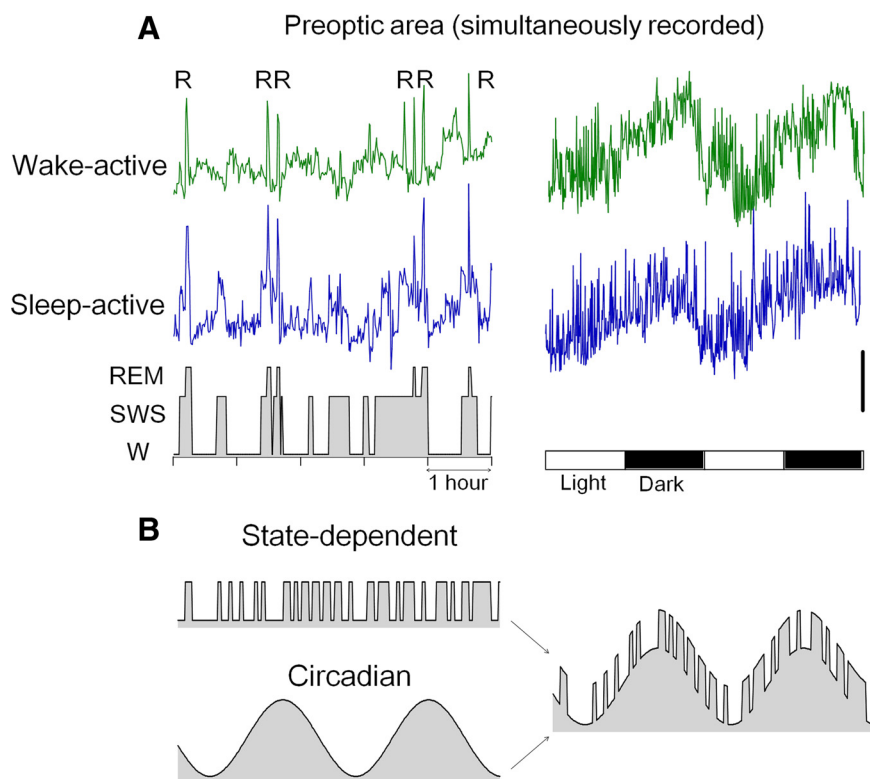 A
Preoptic area (simultaneously recorded)
R RR RR R
Wake-active
Sleep-active
REM
SWS
W
1 hour
Light Dark
B
State-dependent
Circadian